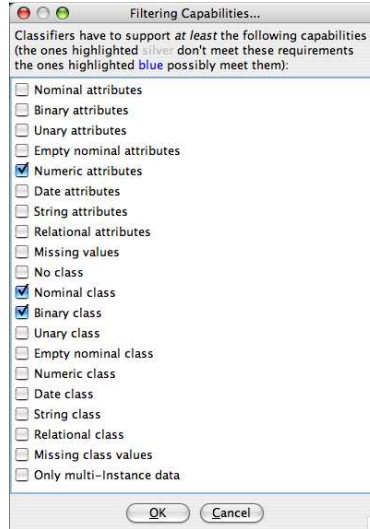 Filtering Capabilities...
Classifiers have to support at least the following capabilities
(the ones highlighted silver don't meet these requirements
the ones highlighted blue possibly meet them):
Nominal attributes
Binary attributes
Unary attributes
Empty nominal attributes
Numeric attributes
Date attributes
String attributes
Relational attributes
Missing values
No class
Nominal class
Binary class
Unary class
Empty nominal class
Numeric class
Date class
String class
Relational class
Missing class values
Only multi-Instance data
OK Cancel